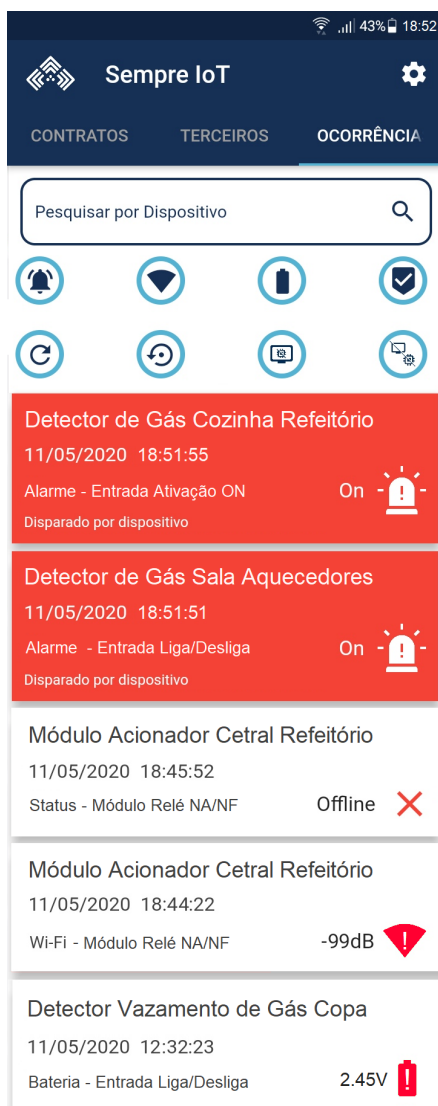 43% 18:52
Sempre IoT
CONTRATOS TERCEIROS OCORRÊNCIA
Pesquisar por Dispositivo
Detector de Gás Cozinha Refeitório
11/05/2020 18:51:55
Alarme - Entrada Ativação ON On
Disparado por dispositivo
Detector de Gás Sala Aquecedores
11/05/2020 18:51:51
Alarme - Entrada Liga/Desliga On
Disparado por dispositivo
Módulo Acionador Cetral Refeitório
11/05/2020 18:45:52
Status - Módulo Relé NA/NF Offline
Módulo Acionador Cetral Refeitório
11/05/2020 18:44:22
Wi-Fi - Módulo Relé NA/NF -99dB
Detector Vazamento de Gás Copa
11/05/2020 12:32:23
Bateria - Entrada Liga/Desliga 2.45V